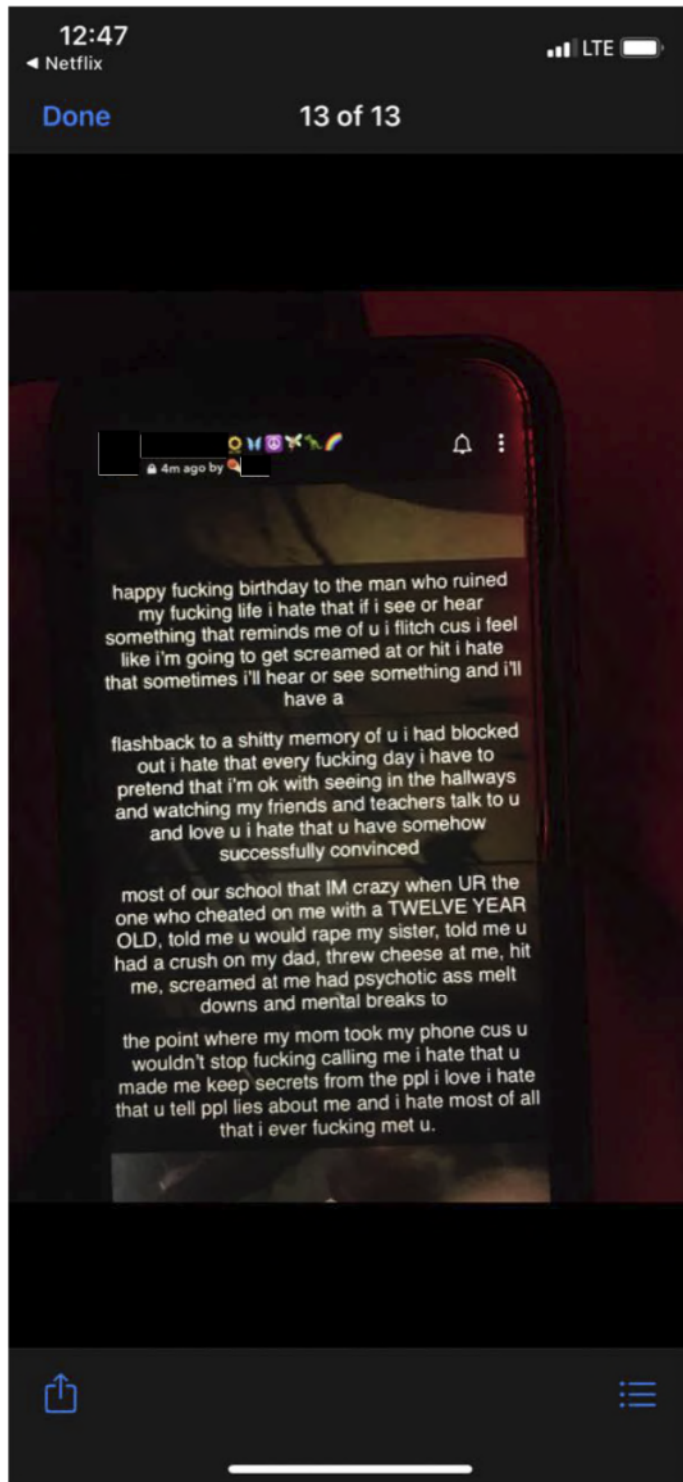 12:47
LTE
◀ Netflix
Done
13 of 13
4m ago by
happy fucking birthday to the man who ruined
my fucking life i hate that if i see or hear
something that reminds me of u i flitch cus i feel
like i'm going to get screamed at or hit i hate
that sometimes i'll hear or see something and i'll
have a
flashback to a shitty memory of u i had blocked
out i hate that every fucking day i have to
pretend that i'm ok with seeing in the hallways
and watching my friends and teachers talk to u
and love u i hate that u have somehow
successfully convinced
most of our school that IM crazy when UR the
one who cheated on me with a TWELVE YEAR
OLD, told me u would rape my sister, told me u
had a crush on my dad, threw cheese at me, hit
me, screamed at me had psychotic ass melt
downs and mental breaks to
the point where my mom took my phone cus u
wouldn't stop fucking calling me i hate that u
made me keep secrets from the ppl i love i hate
that u tell ppl lies about me and i hate most of all
that i ever fucking met u.